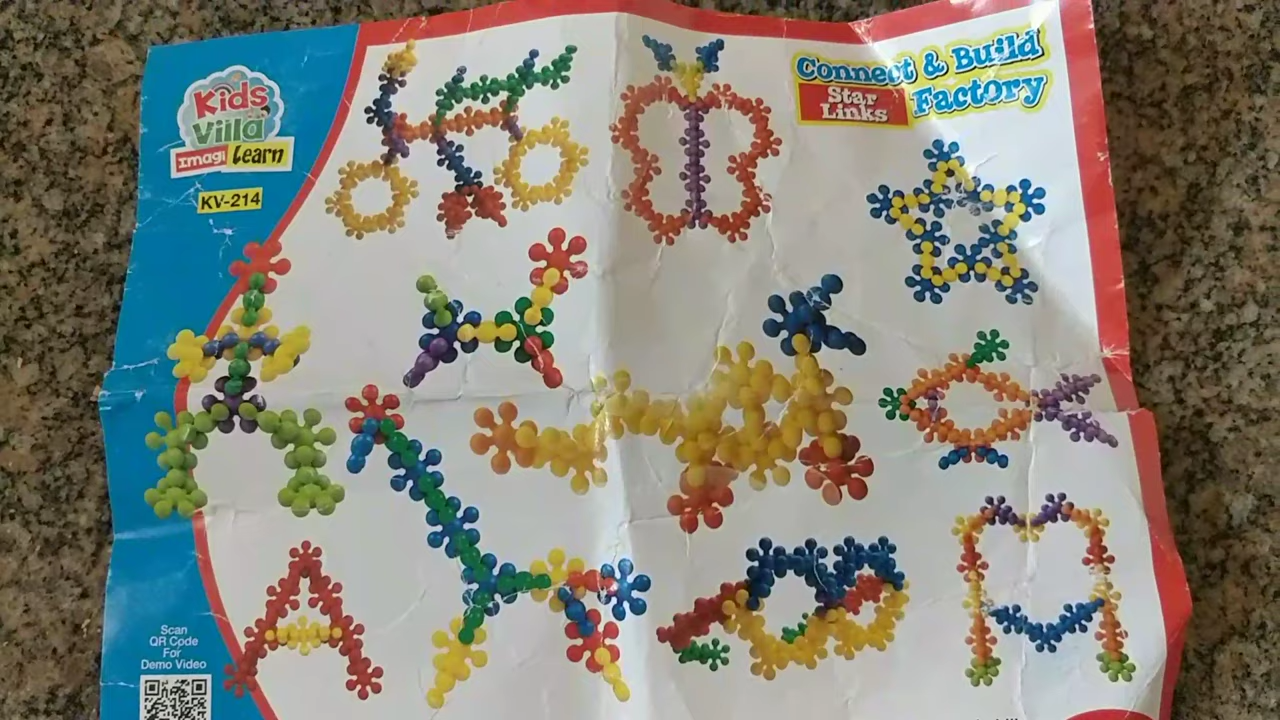 Kids
Villa
Imagi Learn
KV-214
Connect & Build
Star
Links
Factory
Scan
QR Code
For
Demo Video